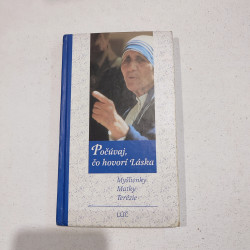 Počúvaj,
čo hovorí Láska
Myšlienky
Matky
Terézie
LÚČ